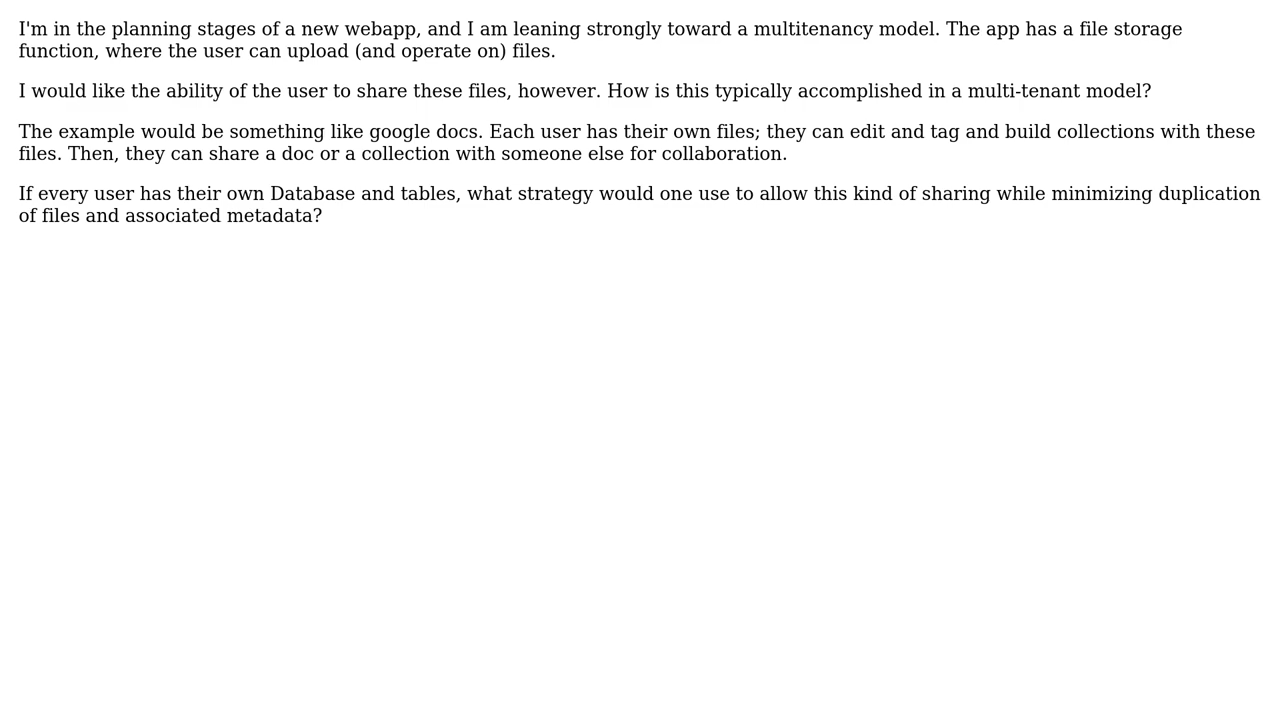 I'm in the planning stages of a new webapp, and I am leaning strongly toward a multitenancy model. The app has a file storage
function, where the user can upload (and operate on) files.
I would like the ability of the user to share these files, however. How is this typically accomplished in a multi-tenant model?
The example would be something like google docs. Each user has their own files; they can edit and tag and build collections with these
files. Then, they can share a doc or a collection with someone else for collaboration.
If every user has their own Database and tables, what strategy would one use to allow this kind of sharing while minimizing duplication
of files and associated metadata?